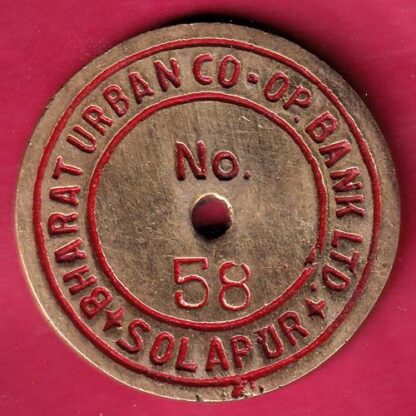 BHARAT URBAN CO-OP. BANK LTD.
No.
58
SOLAPUR